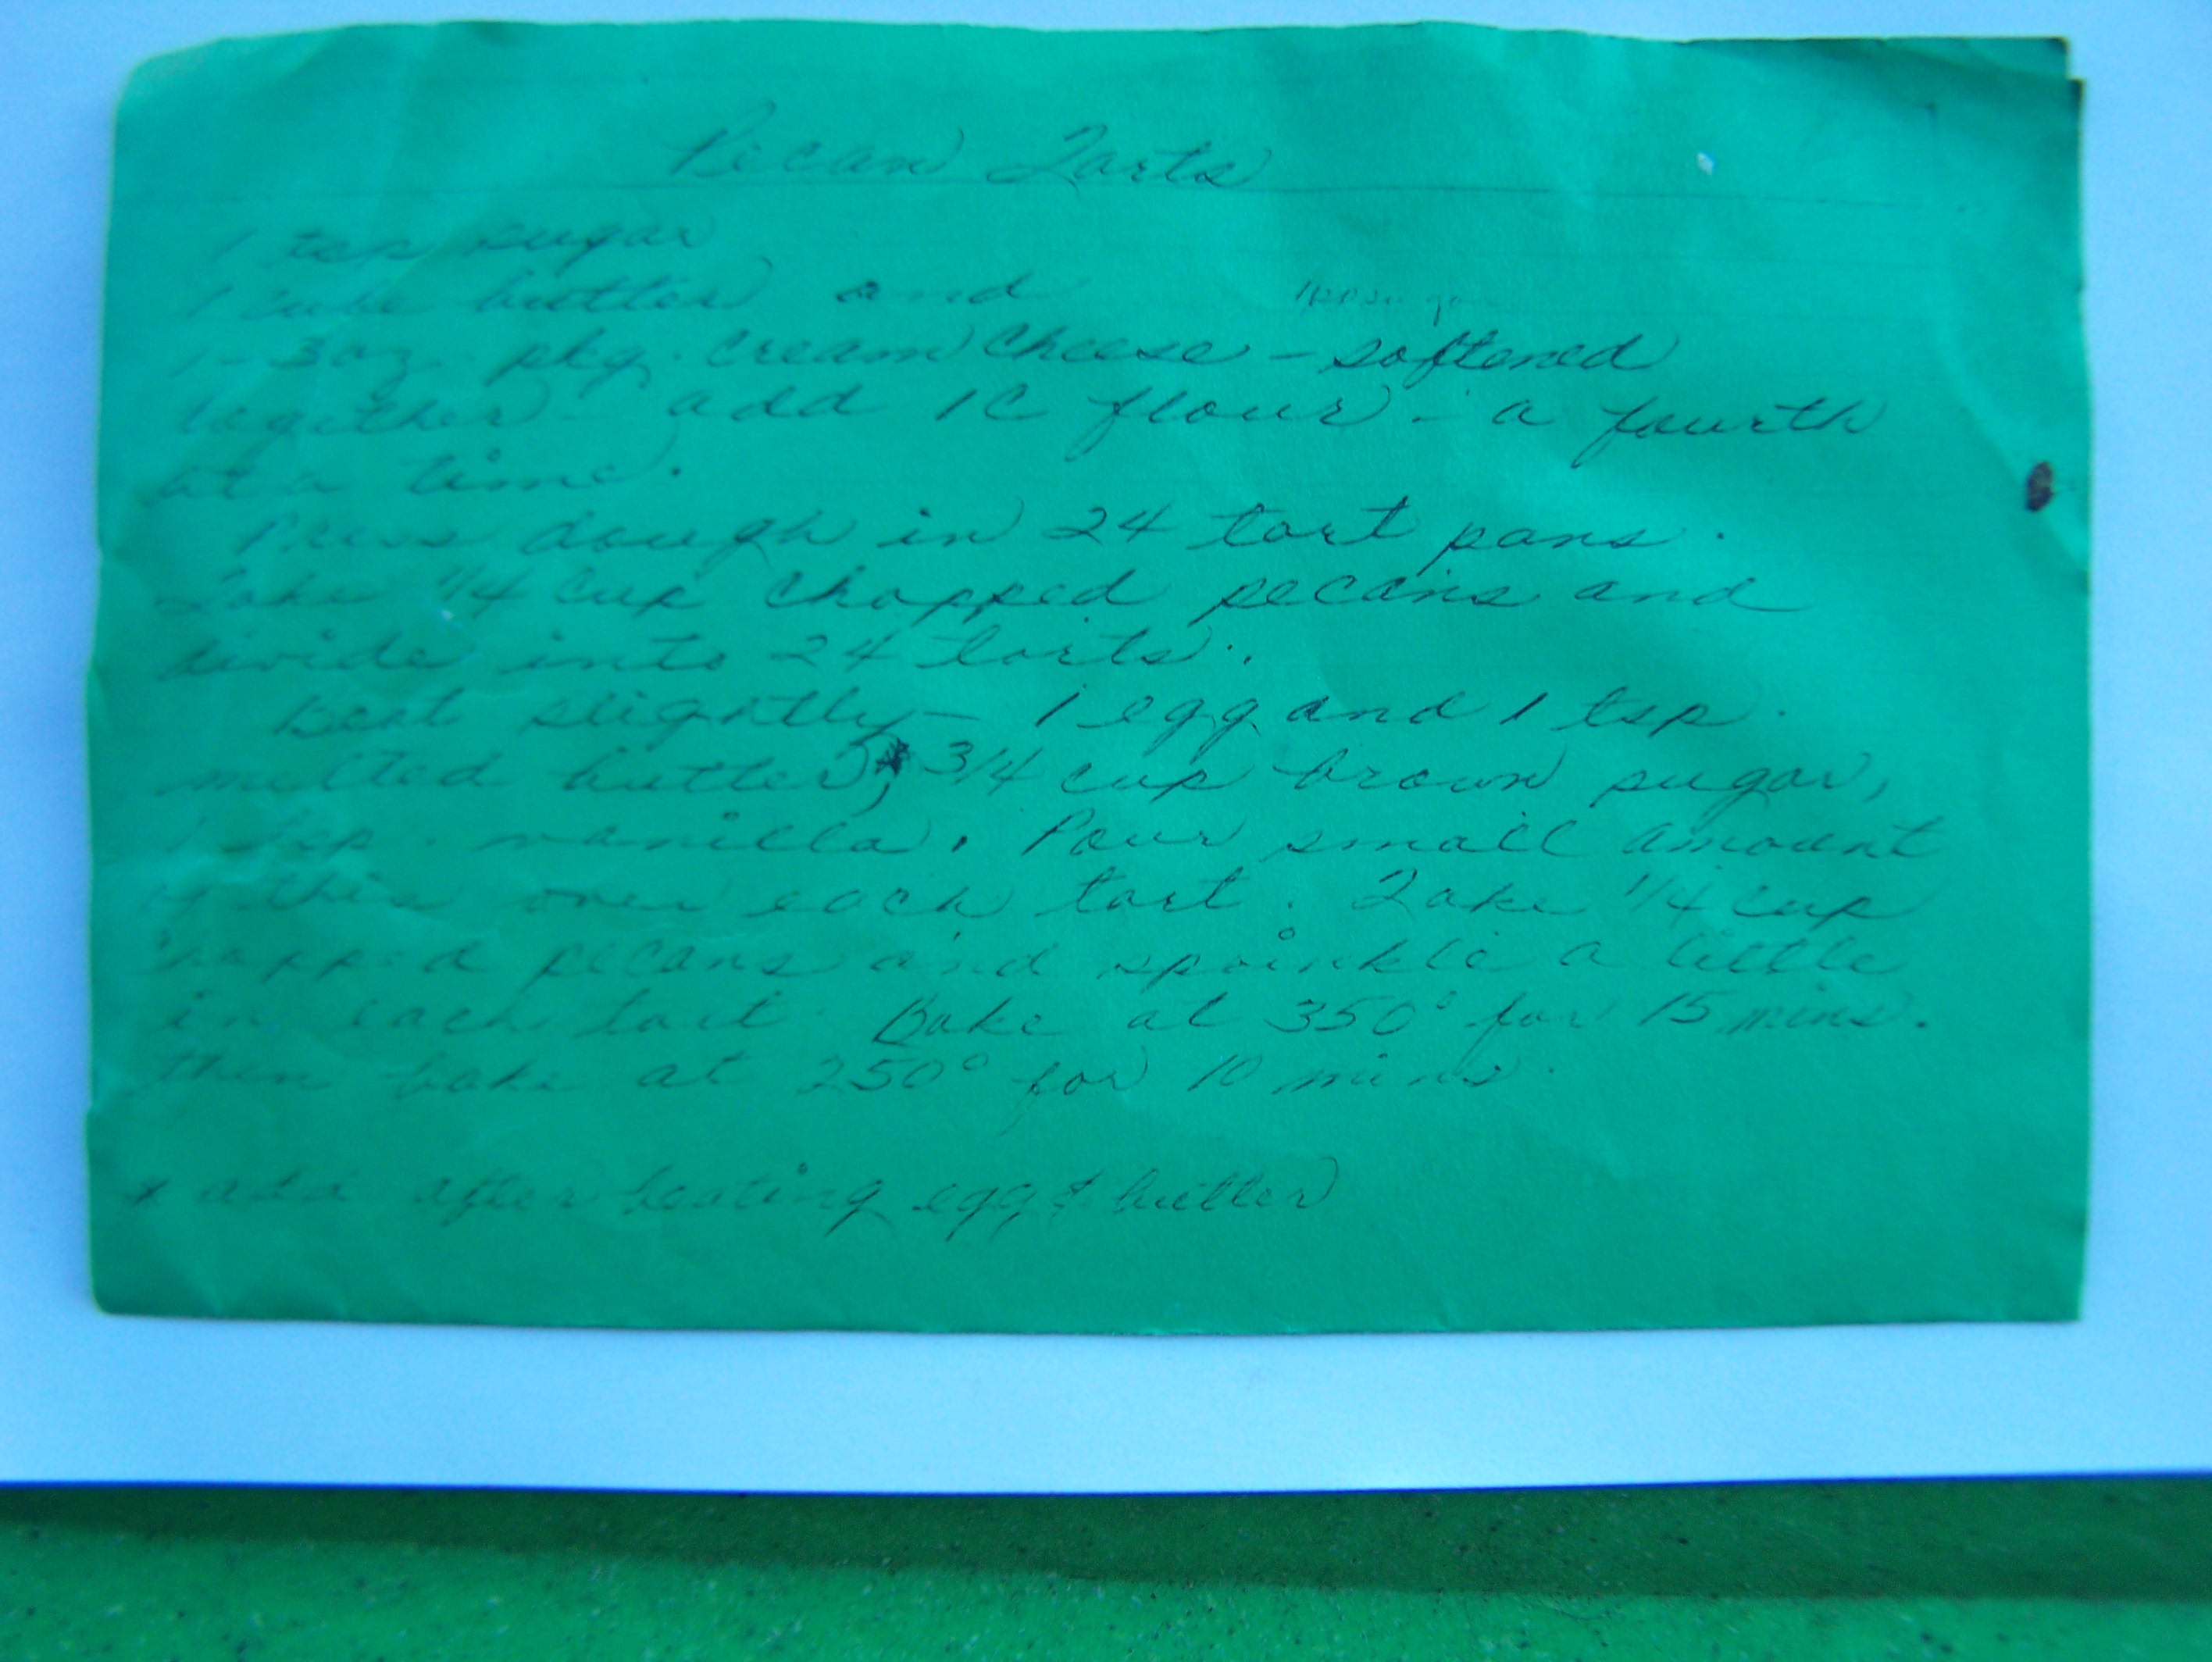 Pecan Tarts
1 tsp sugar
1 cube butter and
1 - 3 oz. pkg. cream cheese - softened
together - add 1C flour - a fourth
at a time.
Press dough in 24 tart pans.
Take 1/4 cup chopped pecans and
divide into 24 tarts.
Beat slightly - 1 egg and 1 tsp.
melted butter, * 3/4 cup brown sugar,
1 tsp. vanilla. Pour small amount
of this over each tart. Take 1/4 cup
chopped pecans and sprinkle a little
in each tart. Bake at 350° for 15 mins.
then bake at 250° for 10 mins.
* add after beating egg & butter